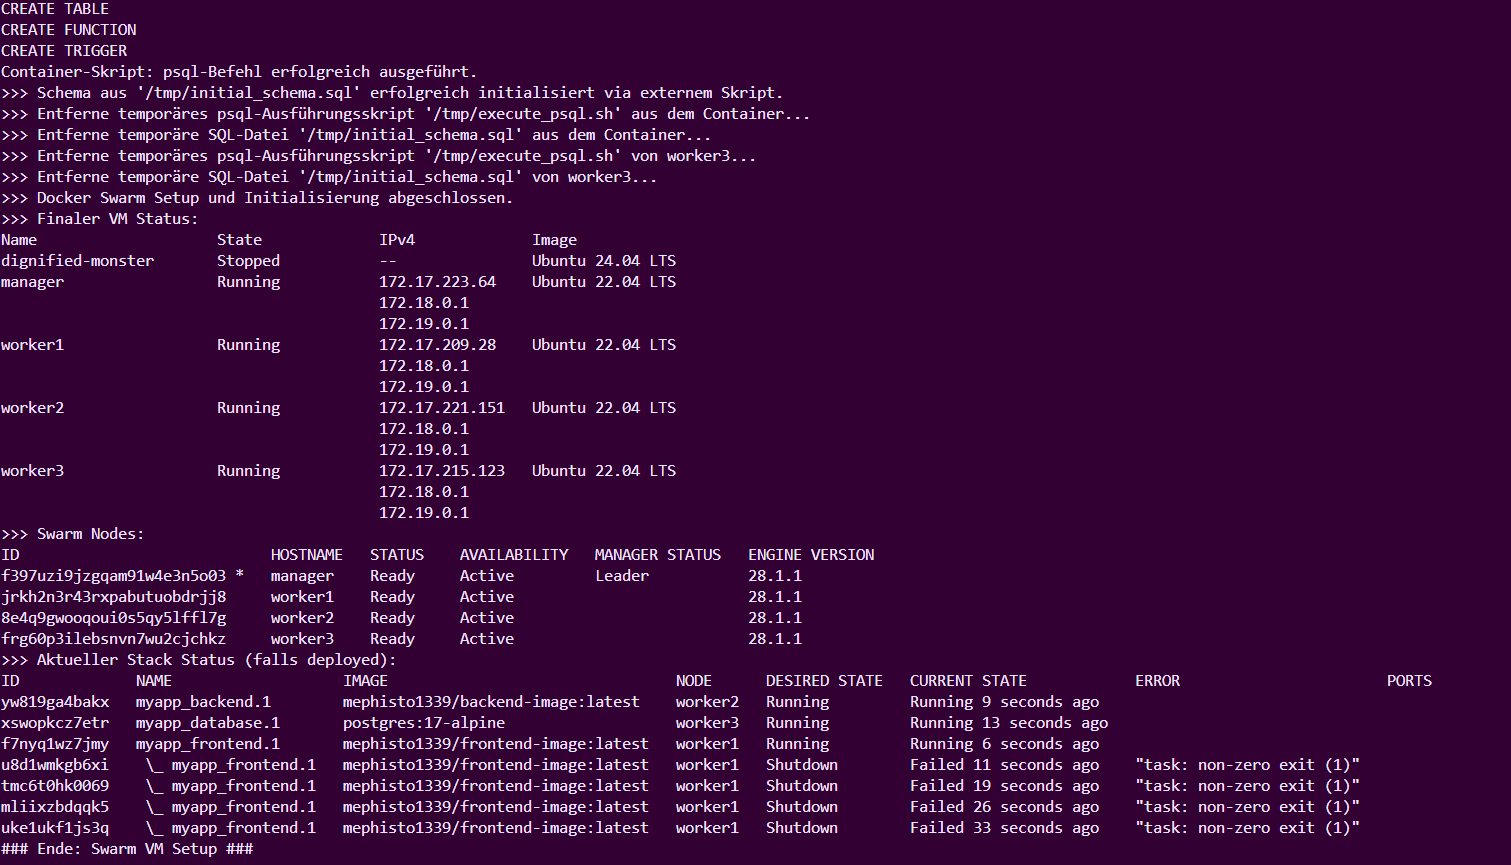 CREATE TABLE
CREATE FUNCTION
CREATE TRIGGER
Container-Skript: psql-Befehl erfolgreich ausgeführt.
>>> Schema aus '/tmp/initial_schema.sql' erfolgreich initialisiert via externem Skript.
>>> Entferne temporäres psql-Ausführungsskript '/tmp/execute_psql.sh' aus dem Container...
>>> Entferne temporäre SQL-Datei '/tmp/initial_schema.sql' aus dem Container...
>>> Entferne temporäres psql-Ausführungsskript '/tmp/execute_psql.sh' von worker3...
>>> Entferne temporäre SQL-Datei '/tmp/initial_schema.sql' von worker3...
>>> Docker Swarm Setup und Initialisierung abgeschlossen.
>>> Finaler VM Status:
Name                    State             IPv4             Image
dignified-monster       Stopped           --               Ubuntu 24.04 LTS
manager                 Running           172.17.223.64    Ubuntu 22.04 LTS
                                          172.18.0.1
                                          172.19.0.1
worker1                 Running           172.17.209.28    Ubuntu 22.04 LTS
                                          172.18.0.1
                                          172.19.0.1
worker2                 Running           172.17.221.151   Ubuntu 22.04 LTS
                                          172.18.0.1
                                          172.19.0.1
worker3                 Running           172.17.215.123   Ubuntu 22.04 LTS
                                          172.18.0.1
                                          172.19.0.1
>>> Swarm Nodes:
ID                            HOSTNAME   STATUS    AVAILABILITY   MANAGER STATUS   ENGINE VERSION
f397uzi9jzgqam91w4e3n5o03 *   manager    Ready     Active         Leader           28.1.1
jrkh2n3r43rxpabutuobdrjj8     worker1    Ready     Active                          28.1.1
8e4q9gwooqoui0s5qy5lffl7g     worker2    Ready     Active                          28.1.1
frg60p3ilebsnvn7wu2cjchkz     worker3    Ready     Active                          28.1.1
>>> Aktueller Stack Status (falls deployed):
ID             NAME                   IMAGE                                NODE      DESIRED STATE   CURRENT STATE            ERROR                       PORTS
yw819ga4bakx   myapp_backend.1        mephisto1339/backend-image:latest    worker2   Running         Running 9 seconds ago
xswopkcz7etr   myapp_database.1       postgres:17-alpine                   worker3   Running         Running 13 seconds ago
f7nyq1wz7jmy   myapp_frontend.1       mephisto1339/frontend-image:latest   worker1   Running         Running 6 seconds ago
u8d1wmkgb6xi    \_ myapp_frontend.1   mephisto1339/frontend-image:latest   worker1   Shutdown        Failed 11 seconds ago    "task: non-zero exit (1)"
tmc6t0hk0069    \_ myapp_frontend.1   mephisto1339/frontend-image:latest   worker1   Shutdown        Failed 19 seconds ago    "task: non-zero exit (1)"
mliixzbdqqk5    \_ myapp_frontend.1   mephisto1339/frontend-image:latest   worker1   Shutdown        Failed 26 seconds ago    "task: non-zero exit (1)"
uke1ukf1js3q    \_ myapp_frontend.1   mephisto1339/frontend-image:latest   worker1   Shutdown        Failed 33 seconds ago    "task: non-zero exit (1)"
### Ende: Swarm VM Setup ###